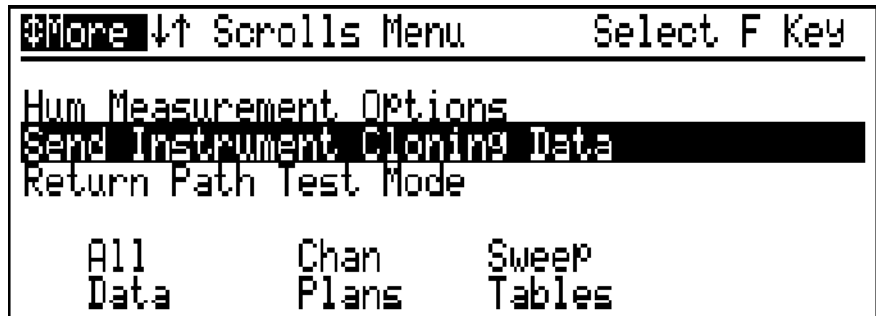 ↕More ↓↑ Scrolls Menu Select F Key
Hum Measurement Options
Send Instrument Cloning Data
Return Path Test Mode
All Chan Sweep
Data Plans Tables